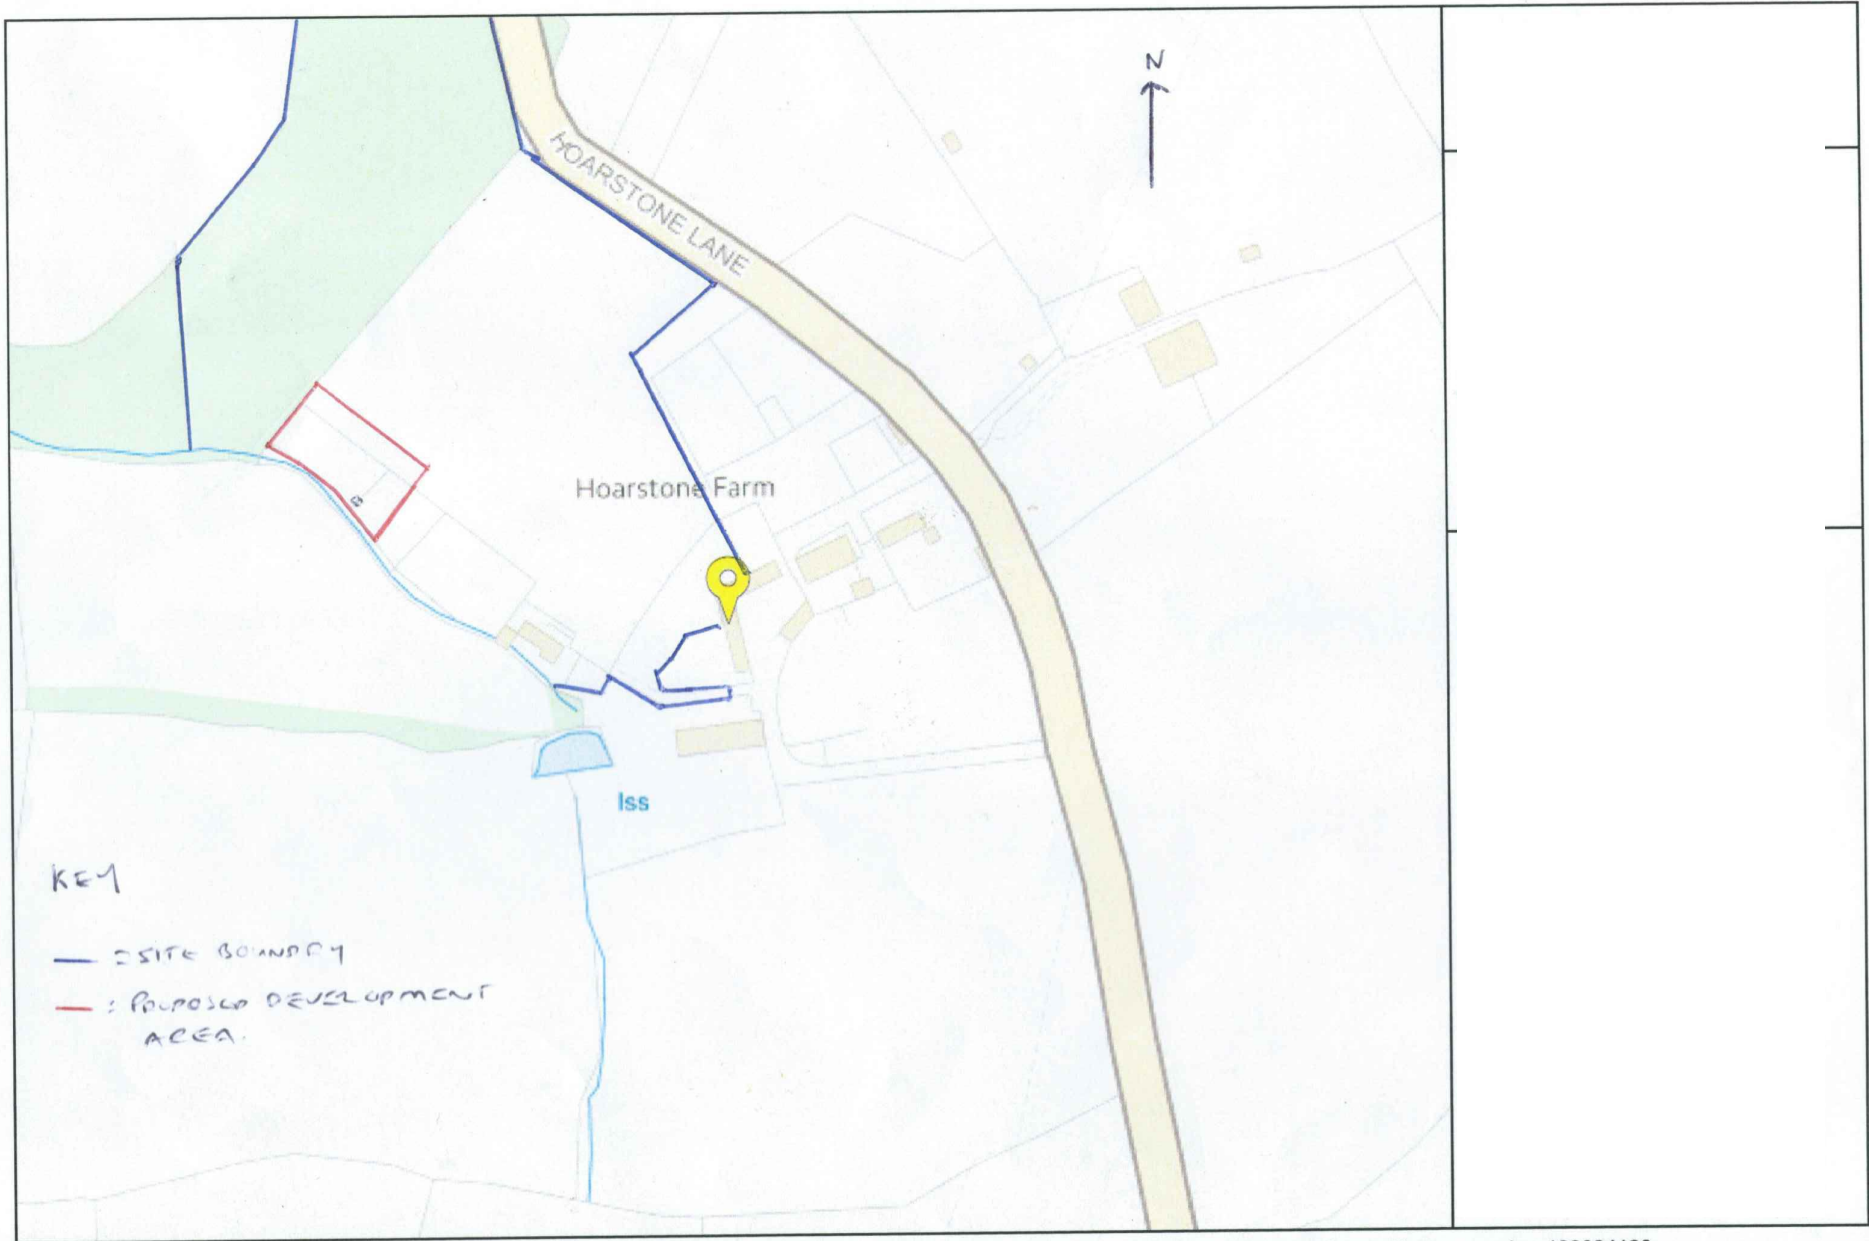 N
HOARSTONE LANE
Hoarstone Farm
Iss
KEY
= SITE BOUNDRY
= PROPOSED DEVELOPMENT
AREA.